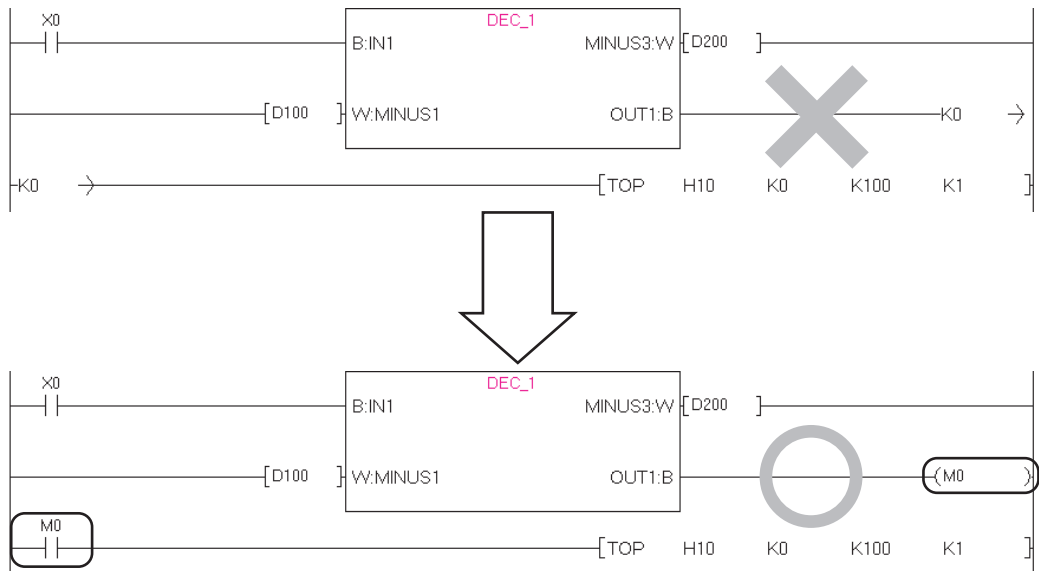 X0 DEC_1
B:IN1 MINUS3:W [D200 ]
[D100 ] W:MINUS1 OUT1:B K0
K0 [TOP H10 K0 K100 K1 ]
X0 DEC_1
B:IN1 MINUS3:W [D200 ]
[D100 ] W:MINUS1 OUT1:B (M0 )
M0
[TOP H10 K0 K100 K1 ]